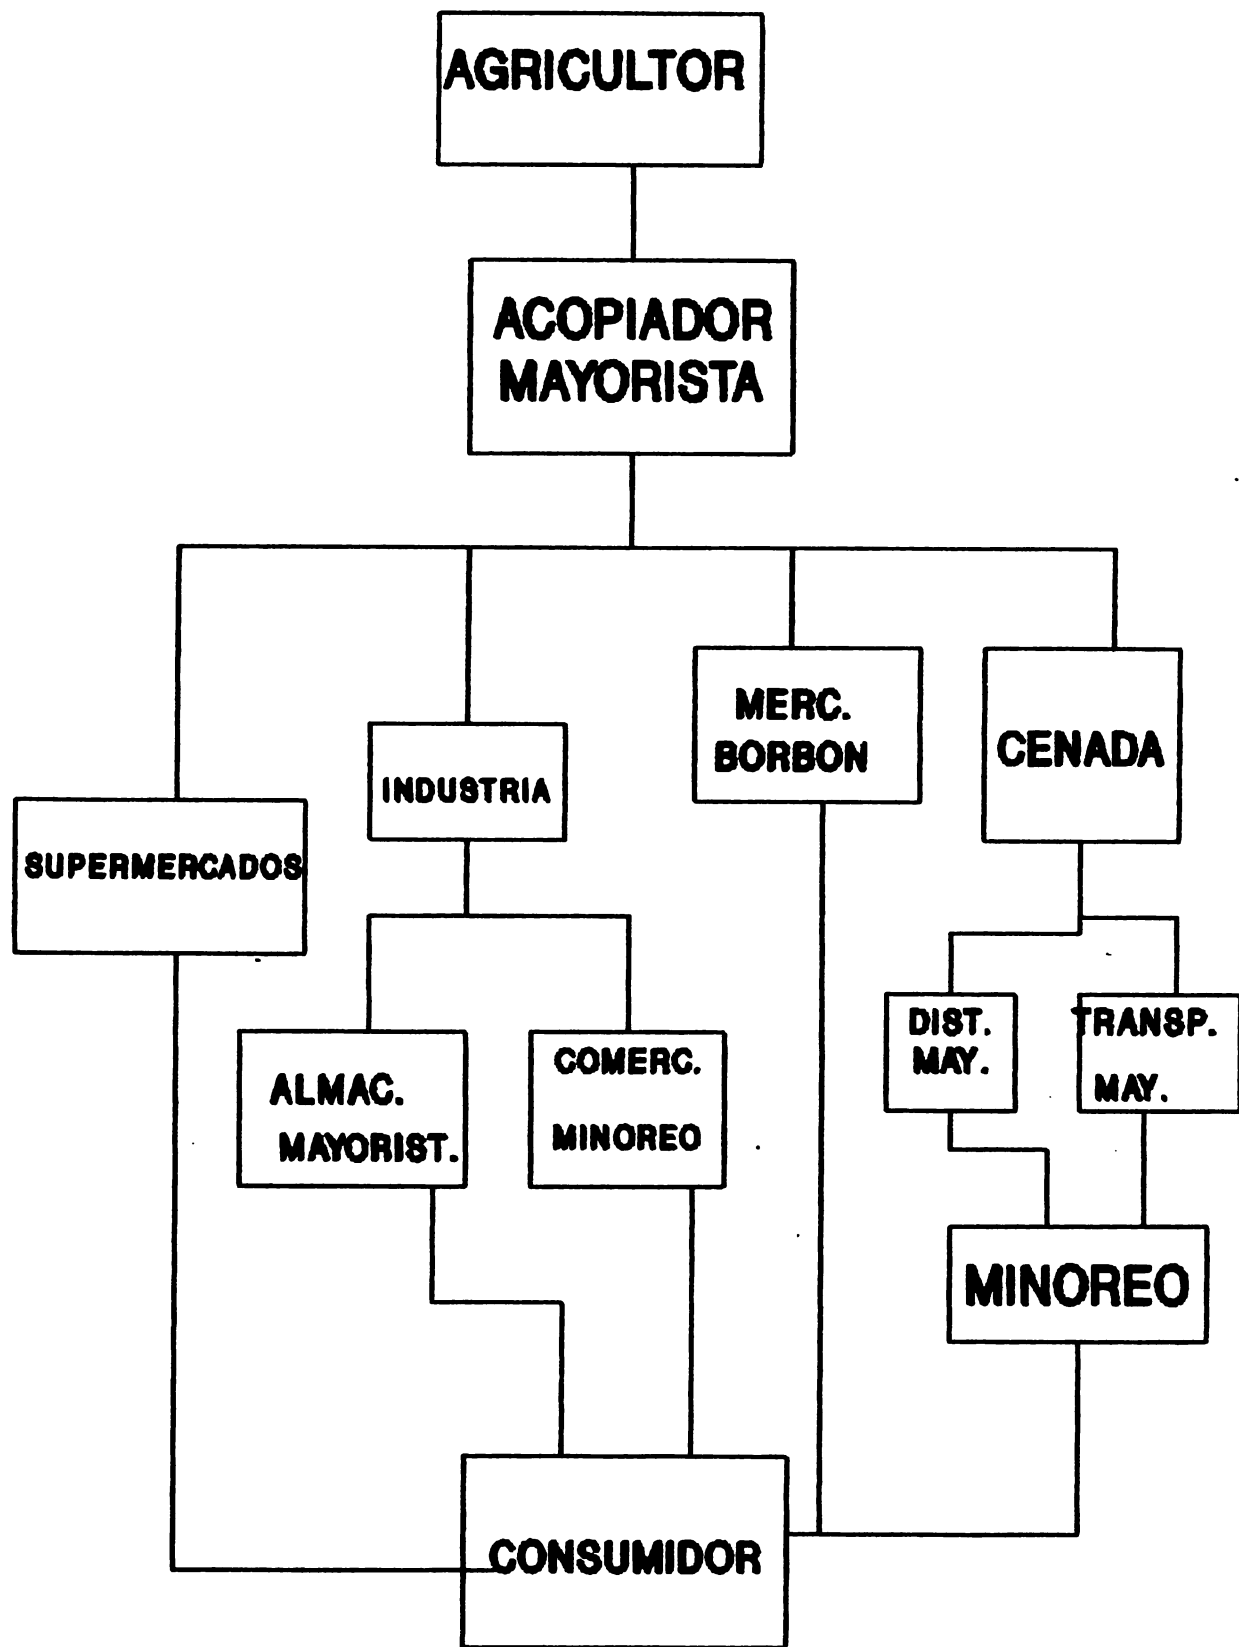 AGRICULTOR
ACOPIADOR
MAYORISTA
MERC.
BORBON
CENADA
INDUSTRIA
SUPERMERCADOS
DIST.
MAY.
TRANSP.
MAY.
ALMAC.
MAYORIST.
COMERC.
MINOREO
MINOREO
CONSUMIDOR